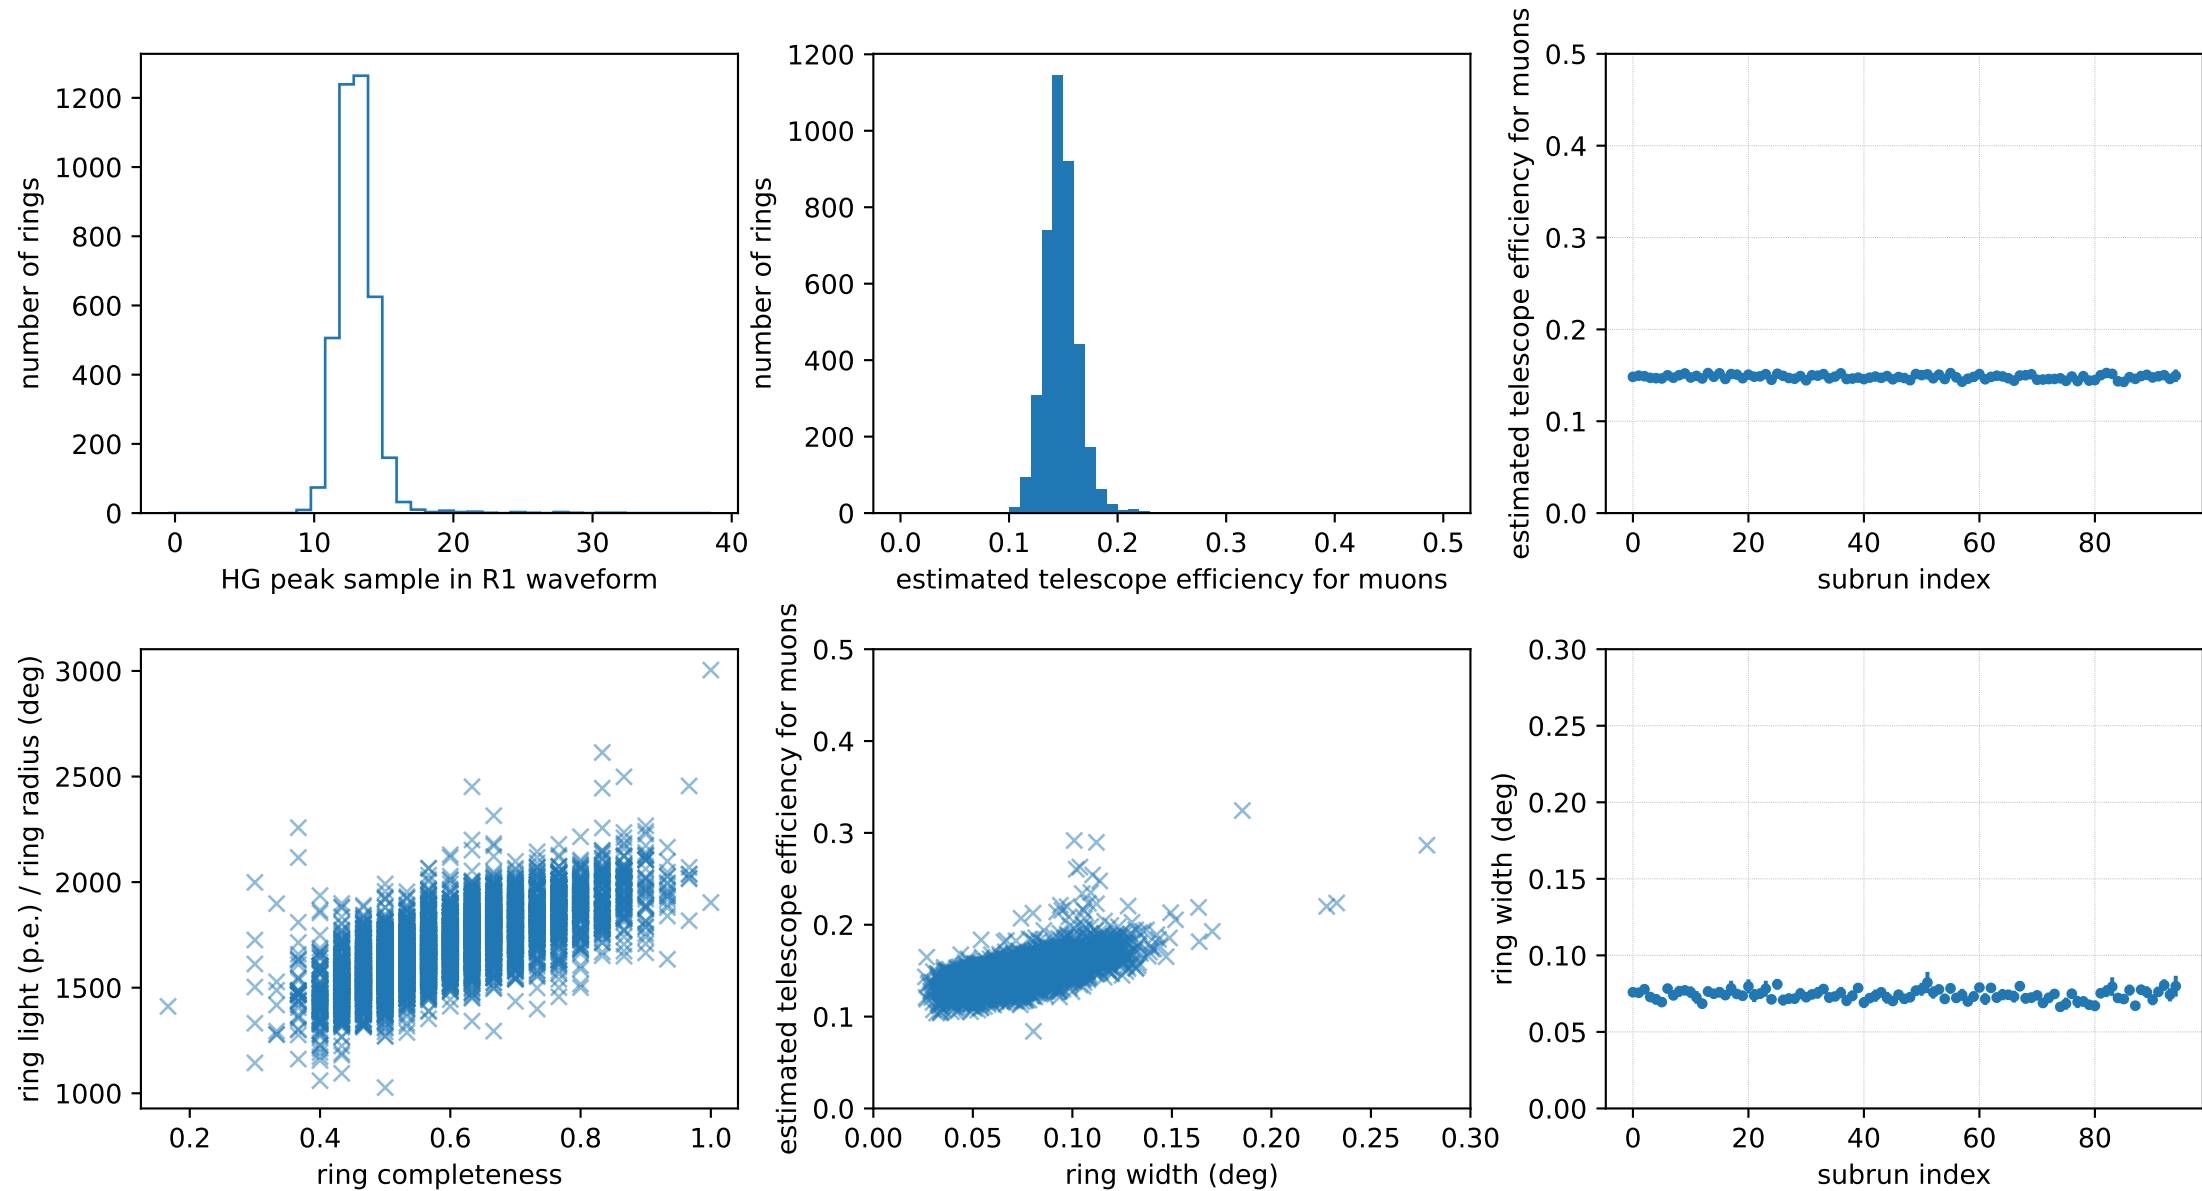 number of rings
1200
1000
800
600
400
200
0
0 10 20 30 40
HG peak sample in R1 waveform
number of rings
1200
1000
800
600
400
200
0
0.0 0.1 0.2 0.3 0.4 0.5
estimated telescope efficiency for muons
estimated telescope efficiency for muons
0.5
0.4
0.3
0.2
0.1
0.0
0 20 40 60 80
subrun index
ring light (p.e.) / ring radius (deg)
3000
2500
2000
1500
1000
0.2 0.4 0.6 0.8 1.0
ring completeness
estimated telescope efficiency for muons
0.5
0.4
0.3
0.2
0.1
0.0
0.00 0.05 0.10 0.15 0.20 0.25 0.30
ring width (deg)
ring width (deg)
0.30
0.25
0.20
0.15
0.10
0.05
0.00
0 20 40 60 80
subrun index